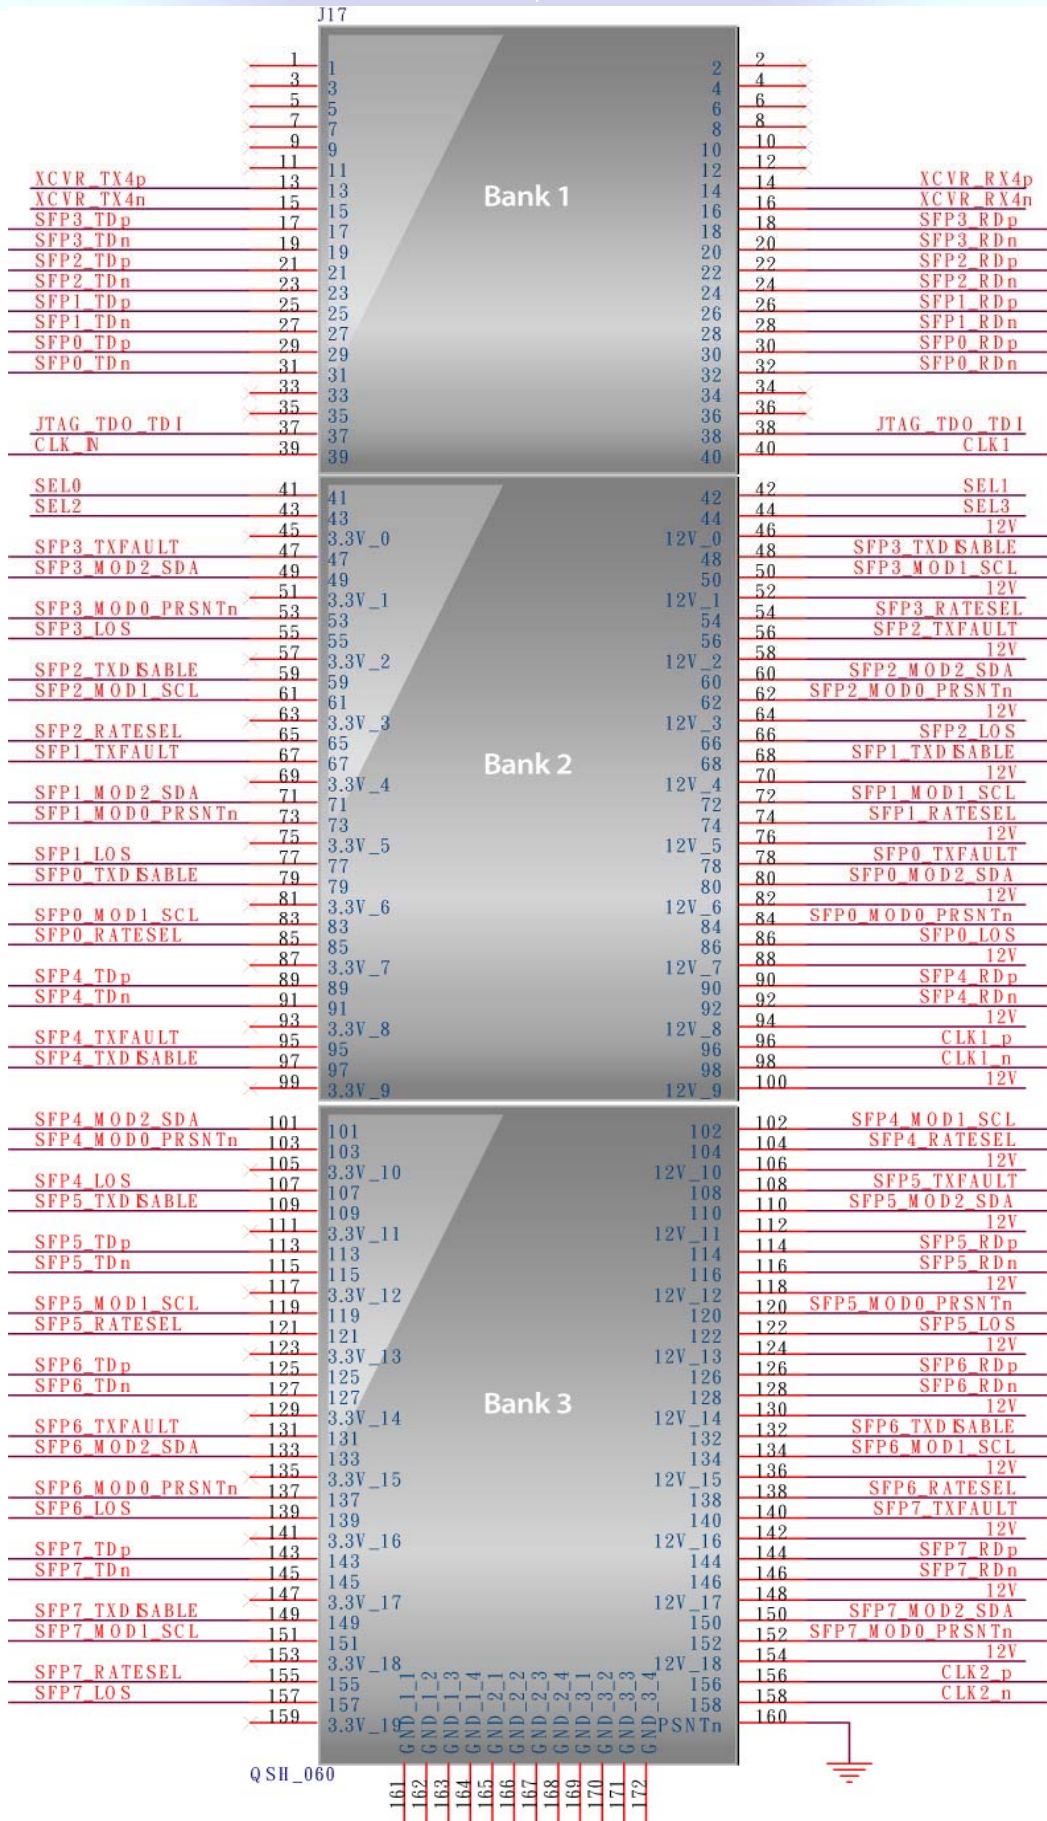 J17
1 1 2 2
3 3 4 4
5 5 6 6
7 7 8 8
9 9 10 10
11 11 12 12
XCVR_TX4p 13 13 14 14 XCVR_RX4p
Bank 1
XCVR_TX4n 15 15 16 16 XCVR_RX4n
SFP3_TDp 17 17 18 18 SFP3_RDp
SFP3_TDn 19 19 20 20 SFP3_RDn
SFP2_TDp 21 21 22 22 SFP2_RDp
SFP2_TDn 23 23 24 24 SFP2_RDn
SFP1_TDp 25 25 26 26 SFP1_RDp
SFP1_TDn 27 27 28 28 SFP1_RDn
SFP0_TDp 29 29 30 30 SFP0_RDp
SFP0_TDn 31 31 32 32 SFP0_RDn
33 33 34 34
35 35 36 36
JTAG_TDO_TDI 37 37 38 38 JTAG_TDO_TDI
CLK_IN 39 39 40 40 CLK1
SEL0 41 41 42 42 SEL1
SEL2 43 43 44 44 SEL3
45 3.3V_0 12V_0 46 12V
SFP3_TXFAULT 47 47 48 48 SFP3_TXDISABLE
SFP3_MOD2_SDA 49 49 50 50 SFP3_MOD1_SCL
51 3.3V_1 12V_1 52 12V
SFP3_MOD0_PRSNTn 53 53 54 54 SFP3_RATESEL
SFP3_LOS 55 55 56 56 SFP2_TXFAULT
57 3.3V_2 12V_2 58 12V
SFP2_TXDISABLE 59 59 60 60 SFP2_MOD2_SDA
SFP2_MOD1_SCL 61 61 62 62 SFP2_MOD0_PRSNTn
63 3.3V_3 12V_3 64 12V
SFP2_RATESEL 65 65 66 66 SFP2_LOS
SFP1_TXFAULT 67 67 68 68 SFP1_TXDISABLE
Bank 2
69 3.3V_4 12V_4 70 12V
SFP1_MOD2_SDA 71 71 72 72 SFP1_MOD1_SCL
SFP1_MOD0_PRSNTn 73 73 74 74 SFP1_RATESEL
75 3.3V_5 12V_5 76 12V
SFP1_LOS 77 77 78 78 SFP0_TXFAULT
SFP0_TXDISABLE 79 79 80 80 SFP0_MOD2_SDA
81 3.3V_6 12V_6 82 12V
SFP0_MOD1_SCL 83 83 84 84 SFP0_MOD0_PRSNTn
SFP0_RATESEL 85 85 86 86 SFP0_LOS
87 3.3V_7 12V_7 88 12V
SFP4_TDp 89 89 90 90 SFP4_RDp
SFP4_TDn 91 91 92 92 SFP4_RDn
93 3.3V_8 12V_8 94 12V
SFP4_TXFAULT 95 95 96 96 CLK1_p
SFP4_TXDISABLE 97 97 98 98 CLK1_n
99 3.3V_9 12V_9 100 12V
SFP4_MOD2_SDA 101 101 102 102 SFP4_MOD1_SCL
SFP4_MOD0_PRSNTn 103 103 104 104 SFP4_RATESEL
105 3.3V_10 12V_10 106 12V
SFP4_LOS 107 107 108 108 SFP5_TXFAULT
SFP5_TXDISABLE 109 109 110 110 SFP5_MOD2_SDA
111 3.3V_11 12V_11 112 12V
SFP5_TDp 113 113 114 114 SFP5_RDp
SFP5_TDn 115 115 116 116 SFP5_RDn
117 3.3V_12 12V_12 118 12V
SFP5_MOD1_SCL 119 119 120 120 SFP5_MOD0_PRSNTn
SFP5_RATESEL 121 121 122 122 SFP5_LOS
123 3.3V_13 12V_13 124 12V
SFP6_TDp 125 125 126 126 SFP6_RDp
SFP6_TDn 127 127 128 128 SFP6_RDn
Bank 3
129 3.3V_14 12V_14 130 12V
SFP6_TXFAULT 131 131 132 132 SFP6_TXDISABLE
SFP6_MOD2_SDA 133 133 134 134 SFP6_MOD1_SCL
135 3.3V_15 12V_15 136 12V
SFP6_MOD0_PRSNTn 137 137 138 138 SFP6_RATESEL
SFP6_LOS 139 139 140 140 SFP7_TXFAULT
141 3.3V_16 12V_16 142 12V
SFP7_TDp 143 143 144 144 SFP7_RDp
SFP7_TDn 145 145 146 146 SFP7_RDn
147 3.3V_17 12V_17 148 12V
SFP7_TXDISABLE 149 149 150 150 SFP7_MOD2_SDA
SFP7_MOD1_SCL 151 151 152 152 SFP7_MOD0_PRSNTn
153 3.3V_18 12V_18 154 12V
SFP7_RATESEL 155 155 156 156 CLK2_p
SFP7_LOS 157 157 158 158 CLK2_n
159 3.3V_19 PSNTn 160
GND_1_1 GND_1_2 GND_1_3 GND_1_4 GND_2_1 GND_2_2 GND_2_3 GND_2_4 GND_3_1 GND_3_2 GND_3_3 GND_3_4
QSH_060
161 162 163 164 165 166 167 168 169 170 171 172